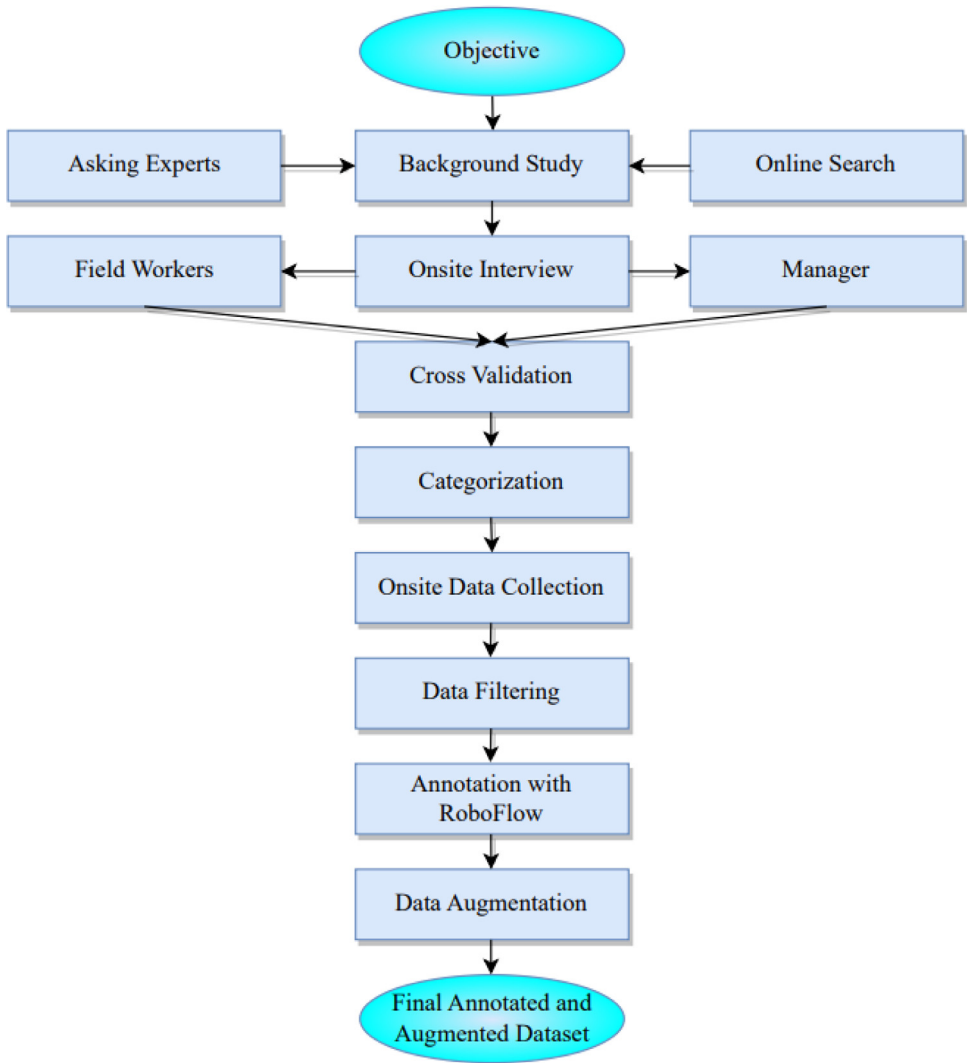 Objective
Asking Experts
Background Study
Online Search
Field Workers
Onsite Interview
Manager
Cross Validation
Categorization
Onsite Data Collection
Data Filtering
Annotation with
RoboFlow
Data Augmentation
Final Annotated and
Augmented Dataset